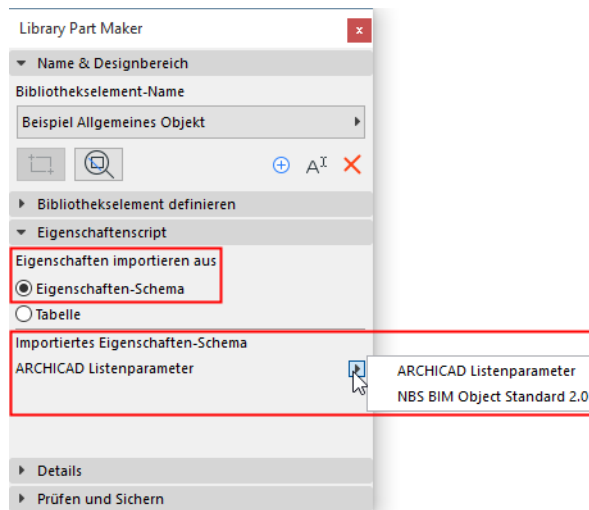 Library Part Maker
x
Name & Designbereich
Bibliothekselement-Name
Beispiel Allgemeines Objekt
A
Bibliothekselement definieren
Eigenschaftenscript
Eigenschaften importieren aus
Eigenschaften-Schema
Tabelle
Importiertes Eigenschaften-Schema
ARCHICAD Listenparameter
ARCHICAD Listenparameter
NBS BIM Object Standard 2.0
Details
Prüfen und Sichern